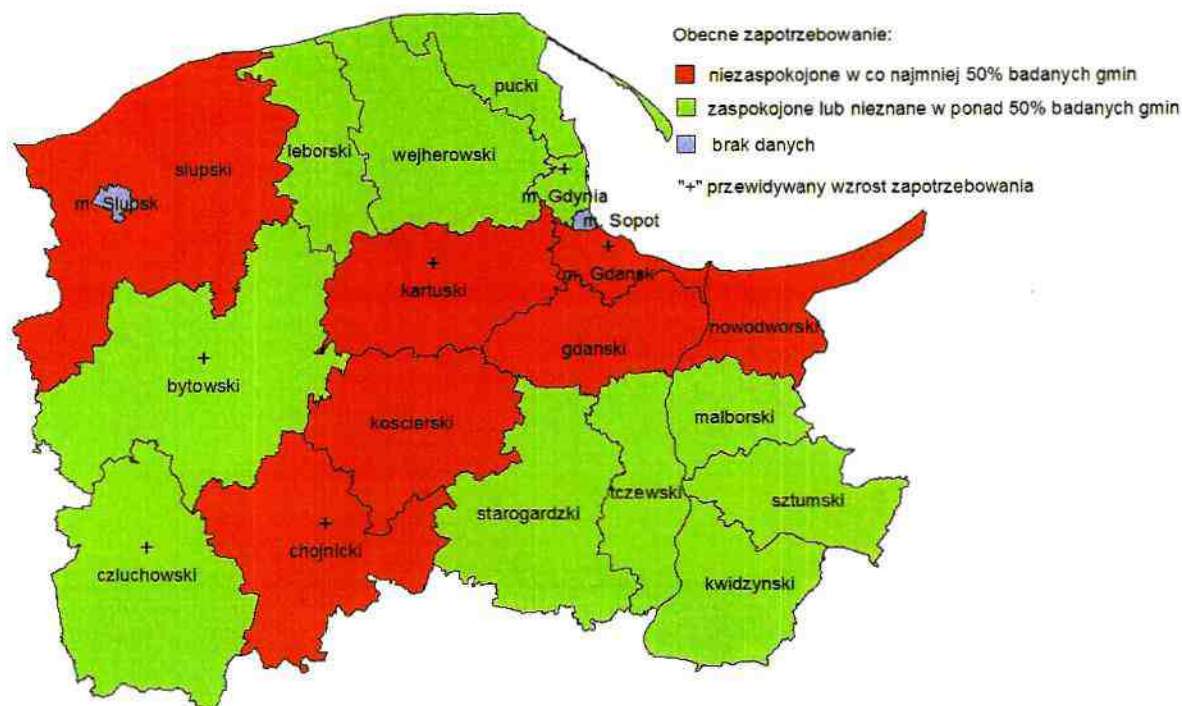 Obecne zapotrzebowanie:
niezaspokojone w co najmniej 50% badanych gmin
zaspokojone lub nieznane w ponad 50% badanych gmin
brak danych
"+" przewidywany wzrost zapotrzebowania
pucki
slupski
leborski
wejherowski
m. Slupsk
+
m. Gdynia
m. Sopot
+
m. Gdansk
+
kartuski
nowodworski
gdanski
+
bytowski
koscierski
malborski
tczewski
sztumski
starogardzki
+
chojnicki
+
czluchowski
kwidzynski